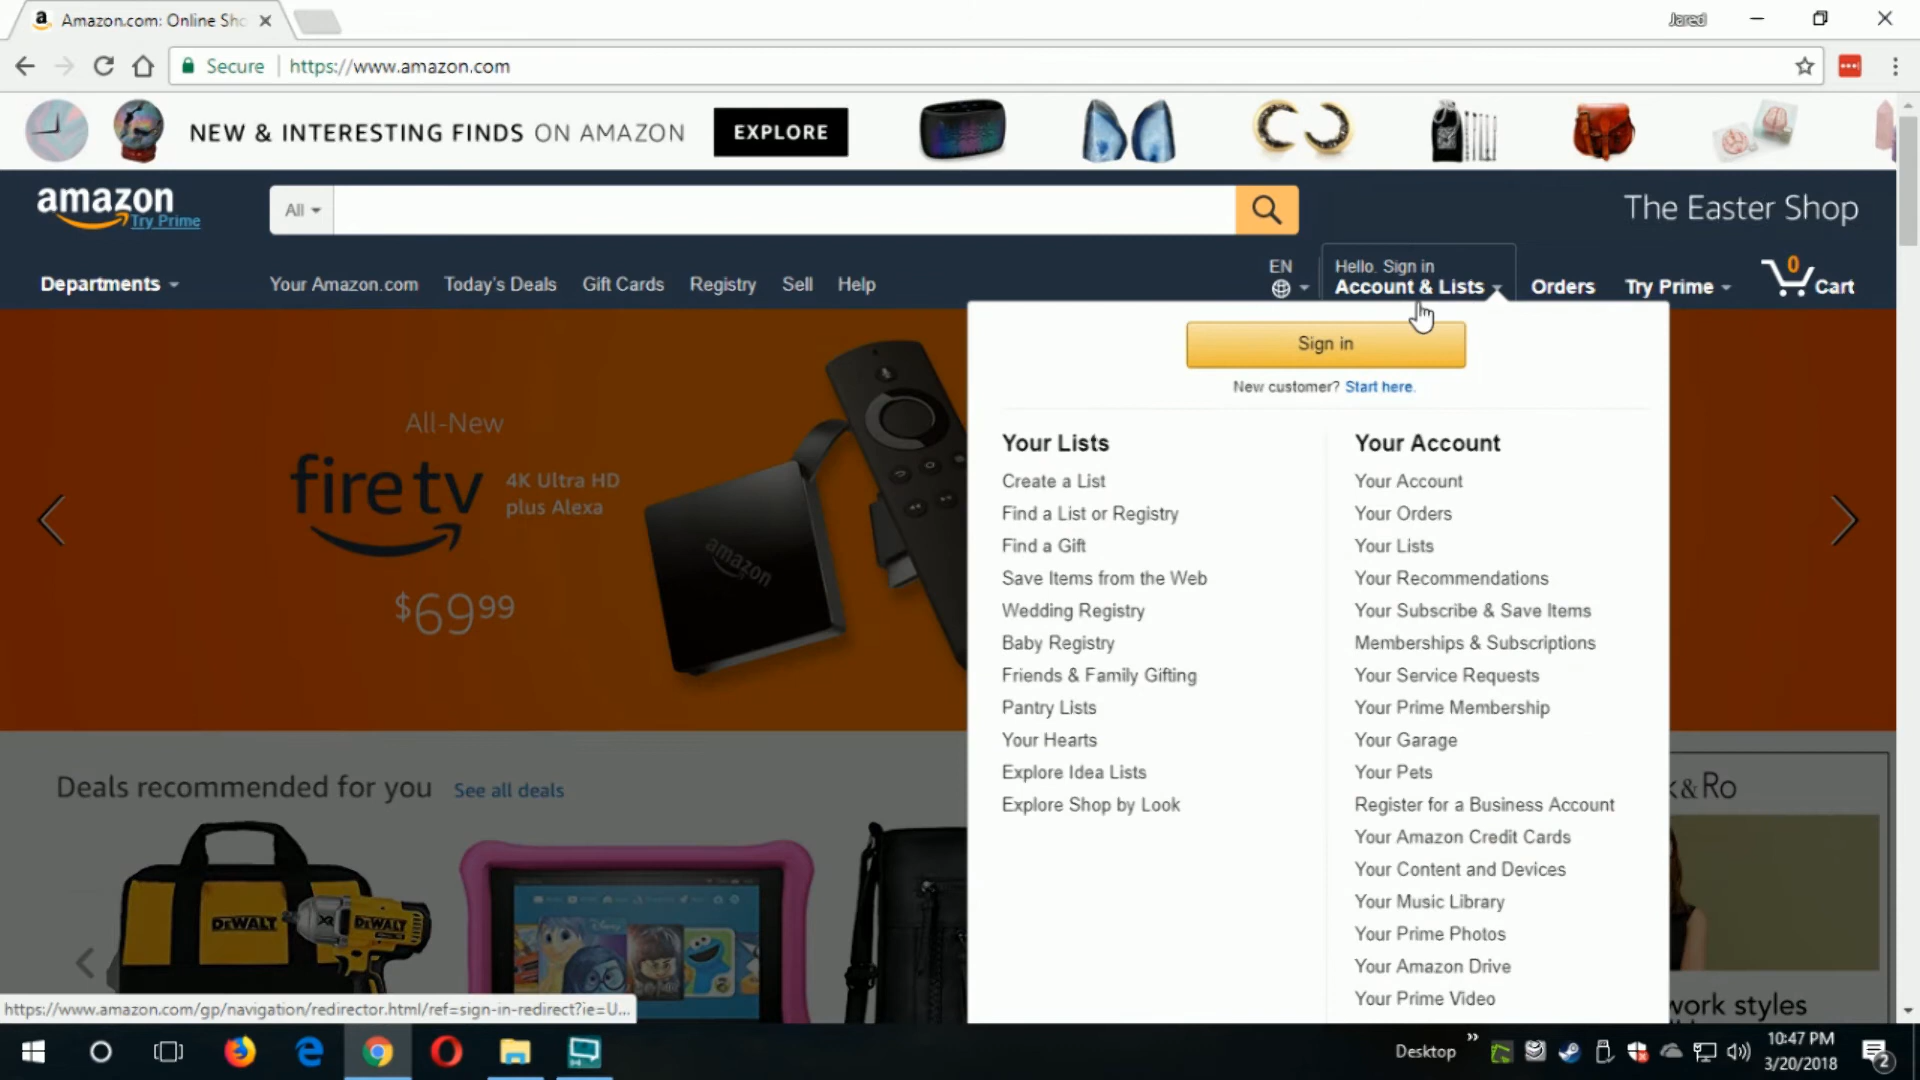 Amazon.com: Online Sho
Jared
Secure
https://www.amazon.com
NEW & INTERESTING FINDS ON AMAZON
EXPLORE
amazon
Try Prime
All
The Easter Shop
Departments
Your Amazon.com
Today's Deals
Gift Cards
Registry
Sell
Help
EN
Hello. Sign in
Account & Lists
Orders
Try Prime
0
Cart
Sign in
New customer? Start here.
All-New
fire tv
4K Ultra HD
plus Alexa
$69.99
amazon
Your Lists
Create a List
Find a List or Registry
Find a Gift
Save Items from the Web
Wedding Registry
Baby Registry
Friends & Family Gifting
Pantry Lists
Your Hearts
Explore Idea Lists
Explore Shop by Look
Your Account
Your Account
Your Orders
Your Lists
Your Recommendations
Your Subscribe & Save Items
Memberships & Subscriptions
Your Service Requests
Your Prime Membership
Your Garage
Your Pets
Register for a Business Account
Your Amazon Credit Cards
Your Content and Devices
Your Music Library
Your Prime Photos
Your Amazon Drive
Your Prime Video
Deals recommended for you
See all deals
DEWALT
XR
DEWALT
Disney
& Ro
work styles
https://www.amazon.com/gp/navigation/redirector.html/ref=sign-in-redirect?ie=U...
Desktop
10:47 PM
3/20/2018
2